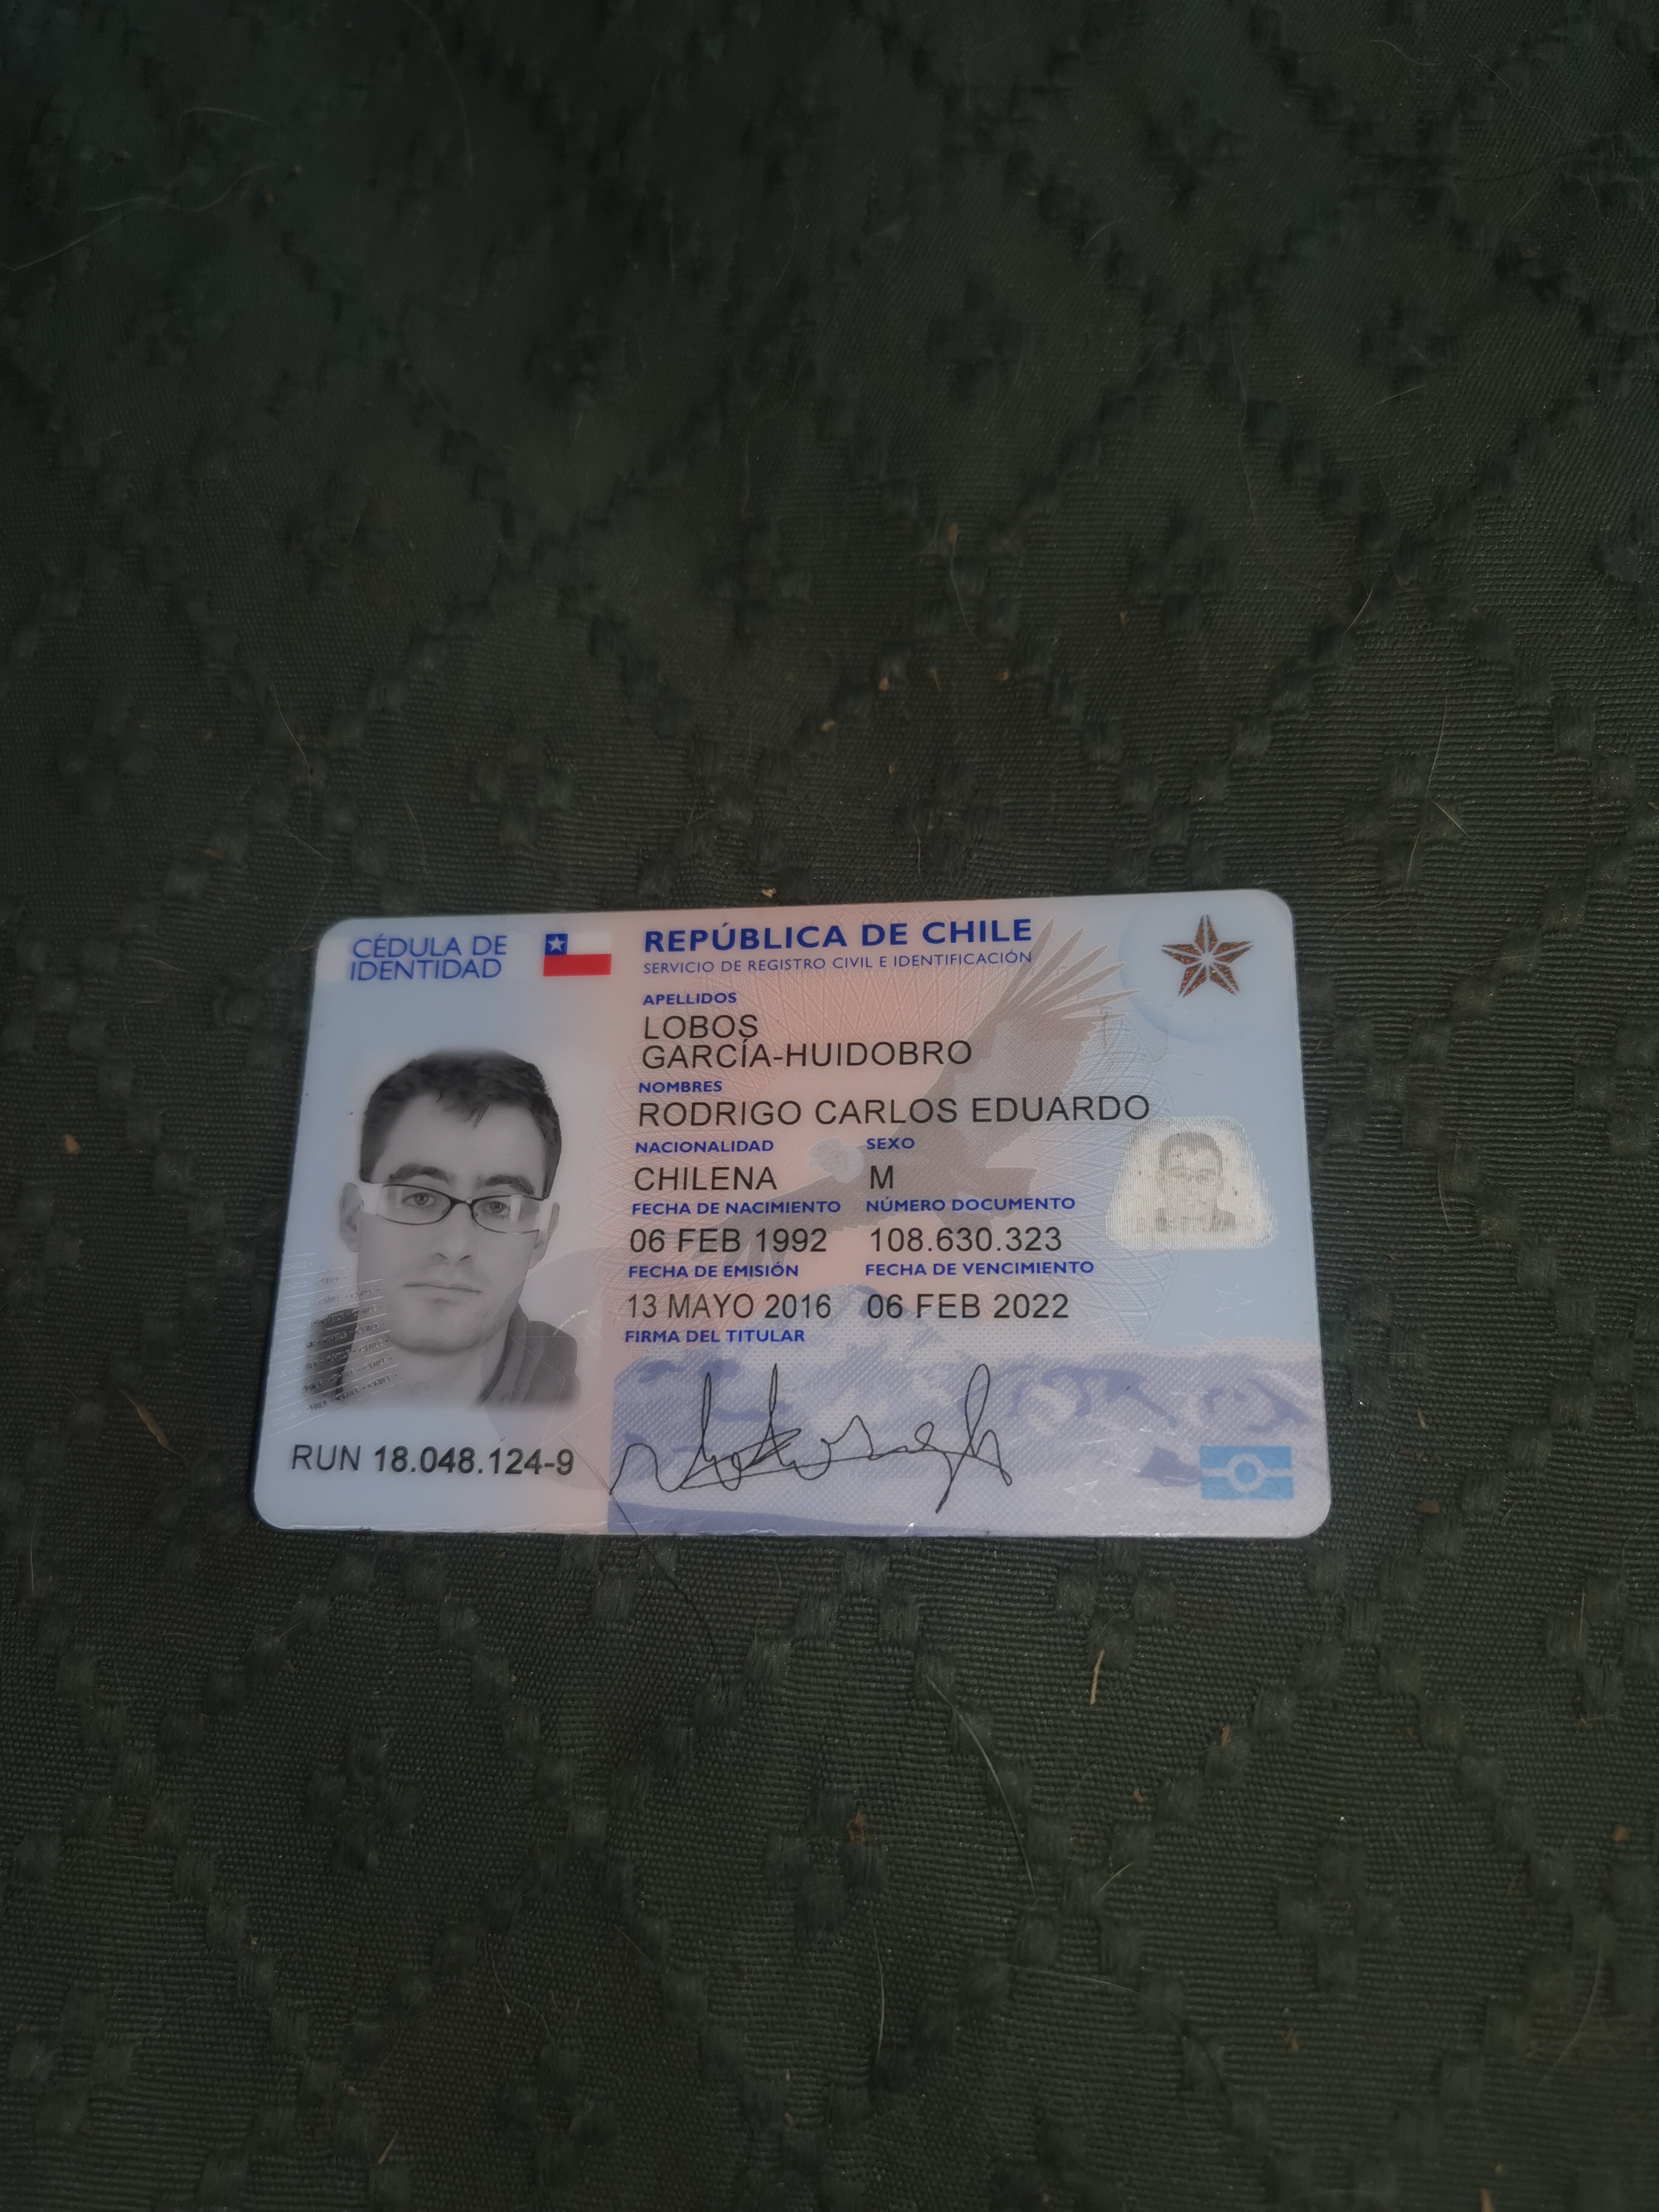 CÉDULA DE
IDENTIDAD
REPÚBLICA DE CHILE
SERVICIO DE REGISTRO CIVIL E IDENTIFICACIÓN
APELLIDOS
LOBOS
GARCÍA-HUIDOBRO
NOMBRES
RODRIGO CARLOS EDUARDO
NACIONALIDAD SEXO
CHILENA M
FECHA DE NACIMIENTO NÚMERO DOCUMENTO
06 FEB 1992 108.630.323
FECHA DE EMISIÓN FECHA DE VENCIMIENTO
13 MAYO 2016 06 FEB 2022
FIRMA DEL TITULAR
RUN 18.048.124-9